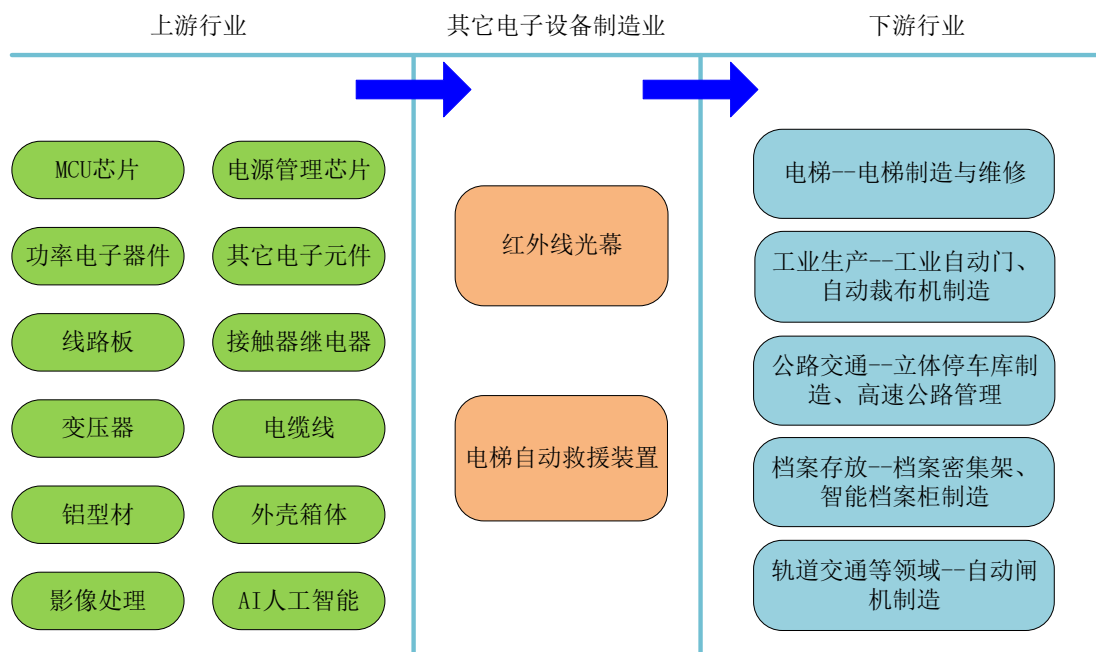 上游行业
其它电子设备制造业
下游行业
MCU芯片
电源管理芯片
功率电子器件
其它电子元件
线路板
接触器继电器
变压器
电缆线
铝型材
外壳箱体
影像处理
AI人工智能
红外线光幕
电梯自动救援装置
电梯--电梯制造与维修
工业生产--工业自动门、
自动裁布机制造
公路交通--立体停车库制
造、高速公路管理
档案存放--档案密集架、
智能档案柜制造
轨道交通等领域--自动闸
机制造